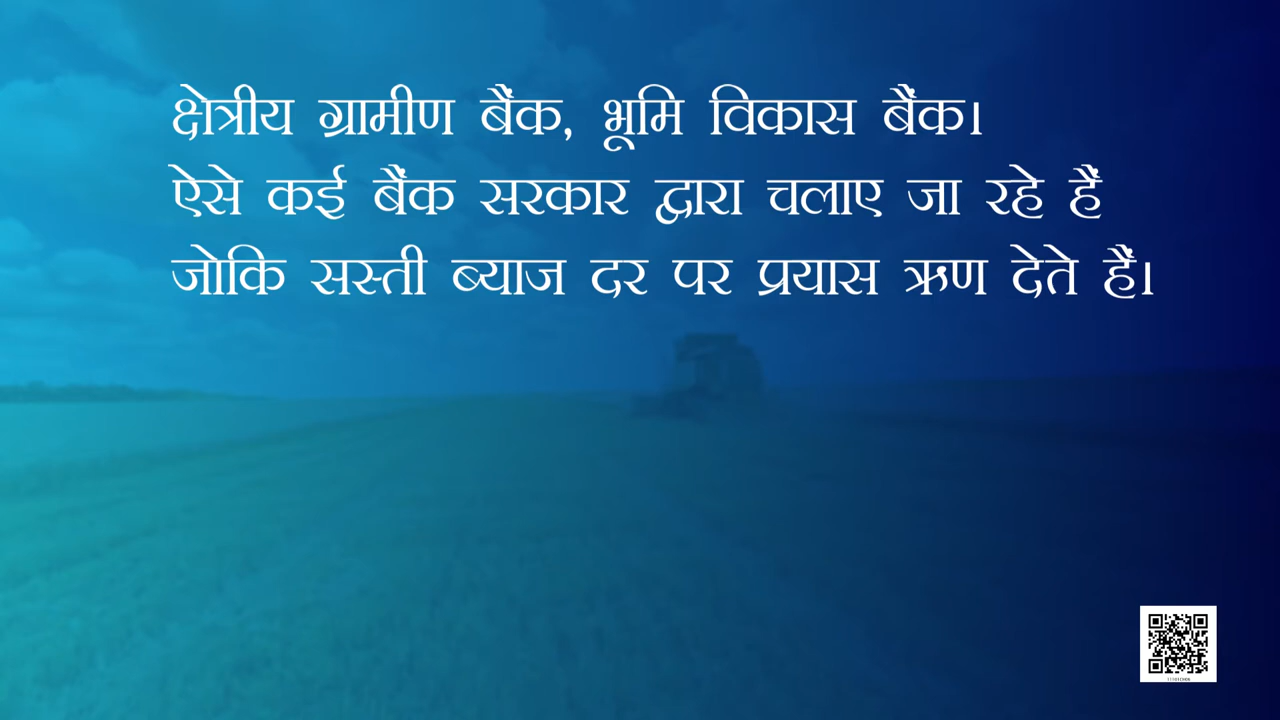 क्षेत्रीय ग्रामीण बैंक, भूमि विकास बैंक।
ऐसे कई बैंक सरकार द्वारा चलाए जा रहे हैं
जोकि सस्ती ब्याज दर पर प्रयास ऋण देते हैं।